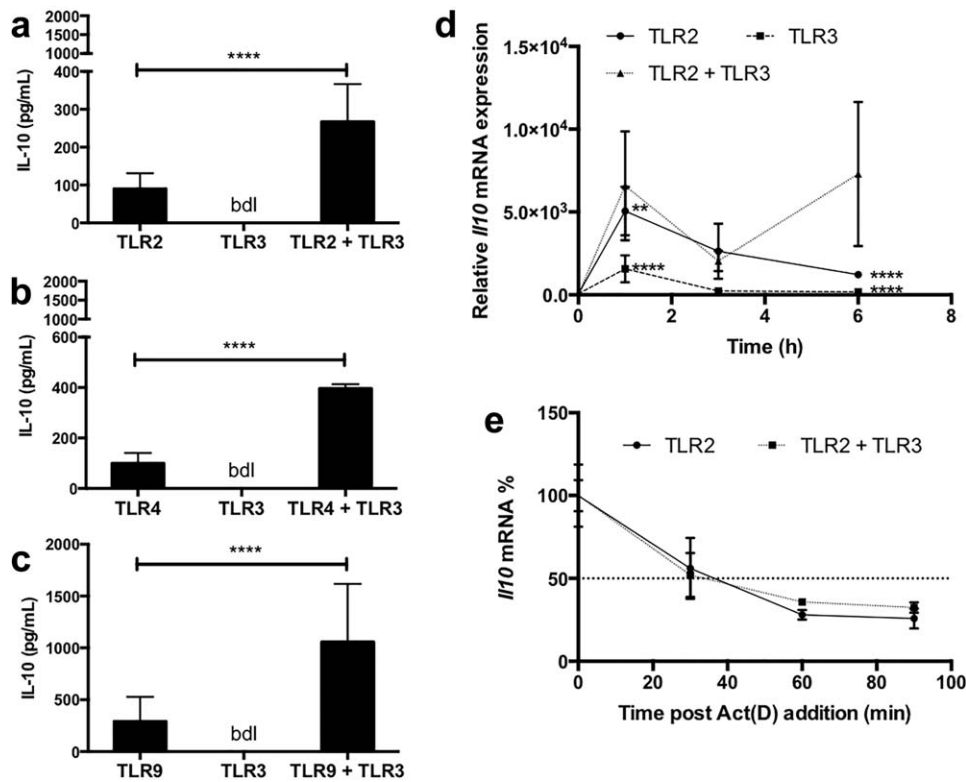 a
IL-10 (pg/mL)
2000
1500
1000
400
300
200
100
0
****
bdl
TLR2 TLR3 TLR2 + TLR3
b
IL-10 (pg/mL)
2000
1500
1000
600
400
200
0
****
bdl
TLR4 TLR3 TLR4 + TLR3
c
IL-10 (pg/mL)
2000
1500
1000
500
0
****
bdl
TLR9 TLR3 TLR9 + TLR3
d
TLR2 TLR3
TLR2 + TLR3
Relative Il10 mRNA expression
1.5×10⁴
1.0×10⁴
5.0×10³
0.0
**
****
****
****
0 2 4 6 8
Time (h)
e
TLR2 TLR2 + TLR3
Il10 mRNA %
150
100
50
0
0 20 40 60 80 100
Time post Act(D) addition (min)